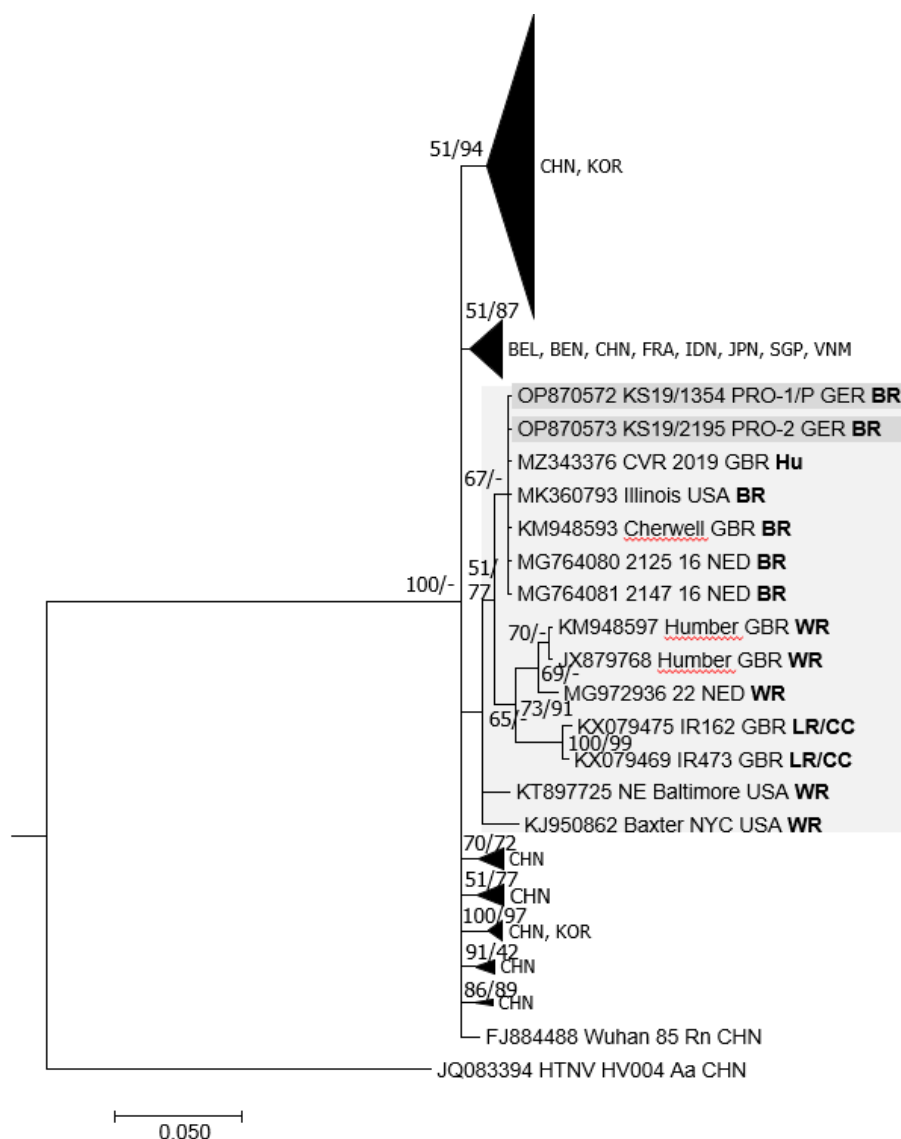 51/94
CHN, KOR
51/87
BEL, BEN, CHN, FRA, IDN, JPN, SGP, VNM
OP870572 KS19/1354 PRO-1/P GER BR
OP870573 KS19/2195 PRO-2 GER BR
MZ343376 CVR 2019 GBR Hu
67/-
MK360793 Illinois USA BR
KM948593 Cherwell GBR BR
MG764080 2125 16 NED BR
51/
77
100/-
MG764081 2147 16 NED BR
KM948597 Humber GBR WR
70/-
JX879768 Humber GBR WR
69/-
MG972936 22 NED WR
73/91
65/-
KX079475 IR162 GBR LR/CC
100/99
KX079469 IR473 GBR LR/CC
KT897725 NE Baltimore USA WR
KJ950862 Baxter NYC USA WR
70/72
CHN
51/77
CHN
100/97
CHN, KOR
91/42
CHN
86/89
CHN
FJ884488 Wuhan 85 Rn CHN
JQ083394 HTNV HV004 Aa CHN
0.050